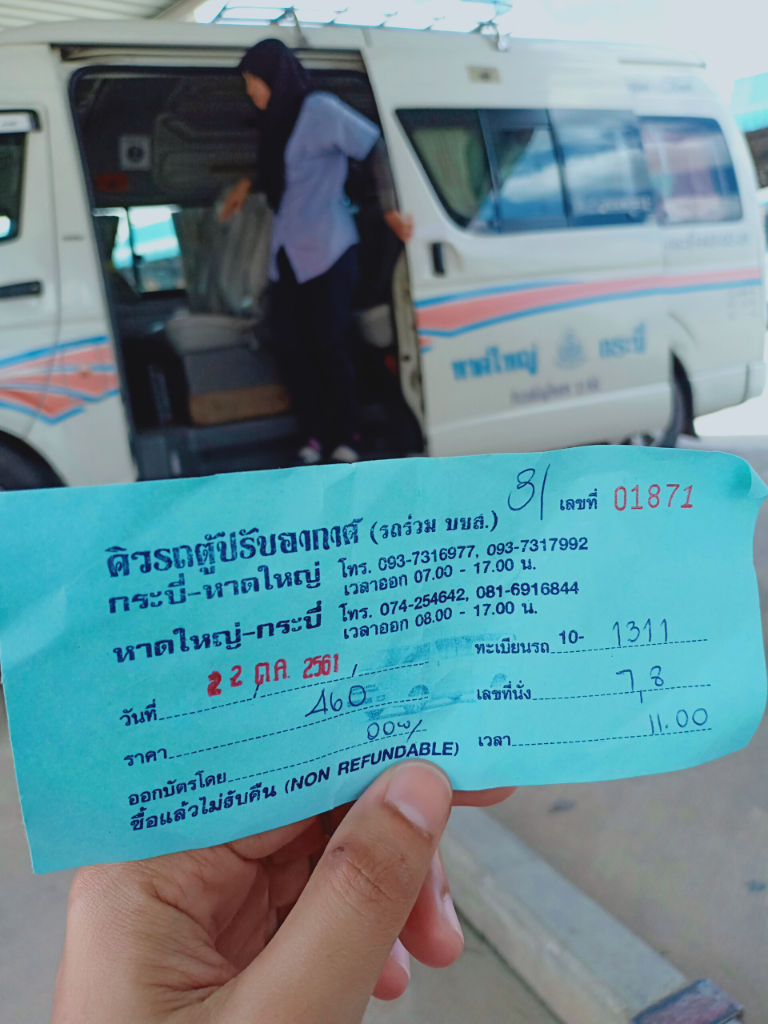 หาดใหญ่ กระบี่
เลขที่ 01871
คิวรถตู้ปรับอากาศ (รถร่วม บขส.)
กระบี่-หาดใหญ่ โทร. 093-7316977, 093-7317992
เวลาออก 07.00 - 17.00 น.
หาดใหญ่-กระบี่ โทร. 074-254642, 081-6916844
เวลาออก 08.00 - 17.00 น.
วันที่ 22 ต.ค. 2561
ทะเบียนรถ 10- 1311
ราคา 460
เลขที่นั่ง 7,8
ออกบัตรโดย
เวลา 11.00
ซื้อแล้วไม่รับคืน (NON REFUNDABLE)